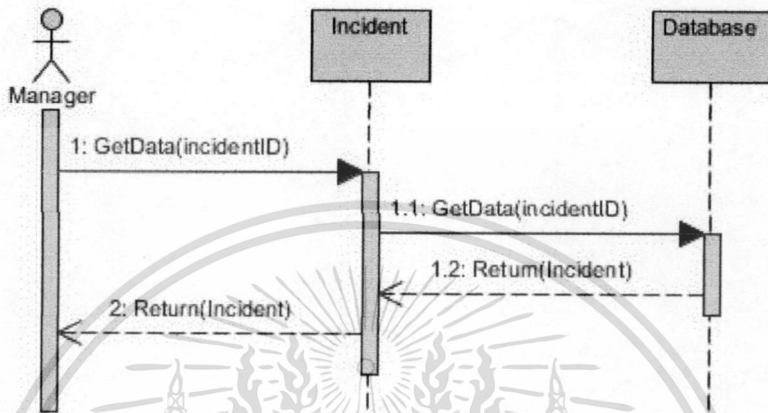 Incident
Database
Manager
1: GetData(incidentID)
1.1: GetData(incidentID)
1.2: Return(Incident)
2: Return(Incident)